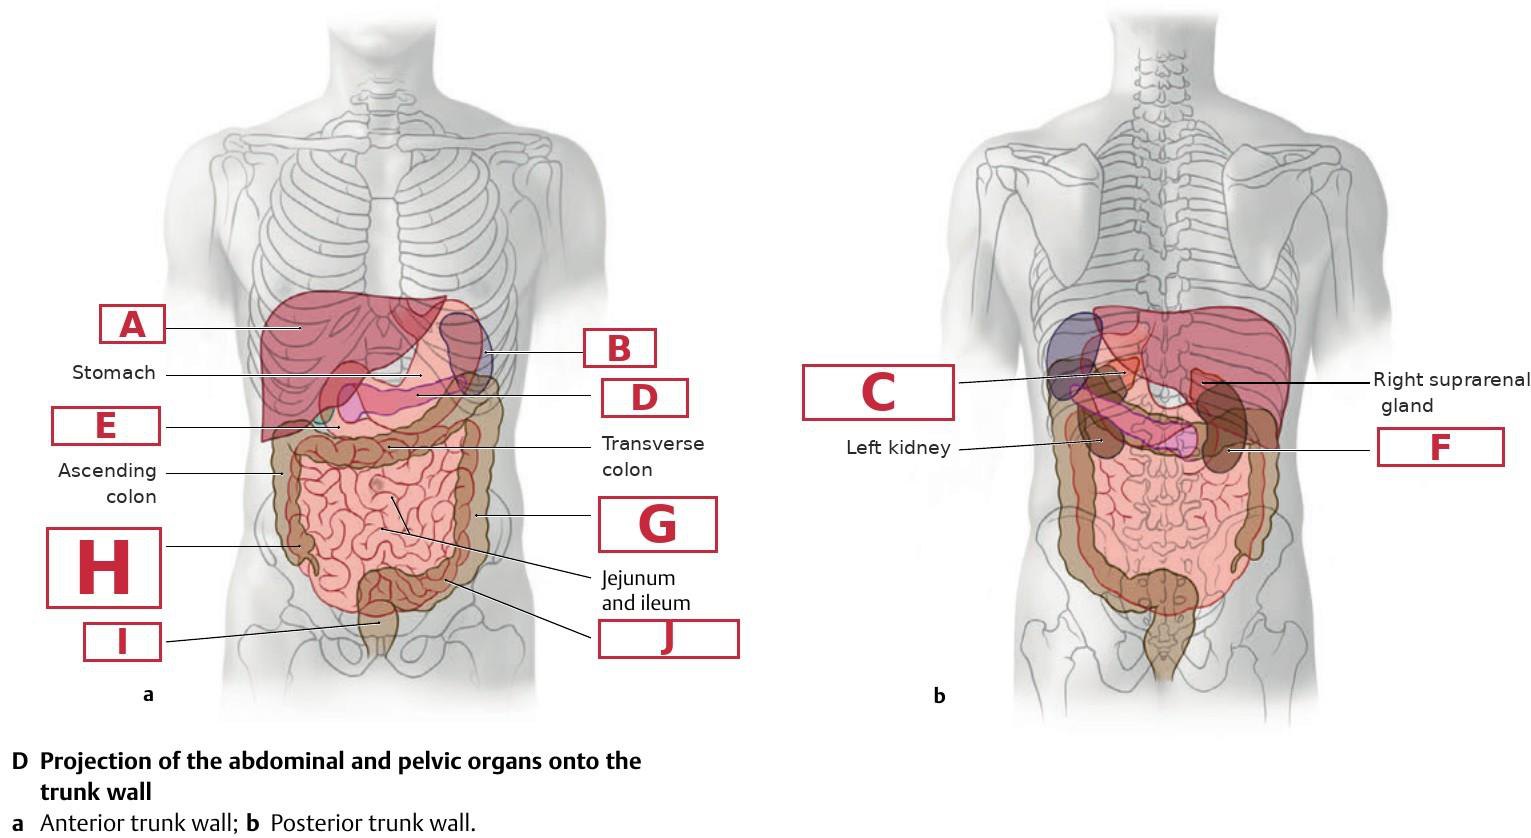 A
Stomach
E
Ascending
colon
H
I
B
D
Transverse
colon
G
Jejunum
and ileum
J
a
C
Left kidney
Right suprarenal
gland
F
b
D Projection of the abdominal and pelvic organs onto the
trunk wall
a Anterior trunk wall; b Posterior trunk wall.